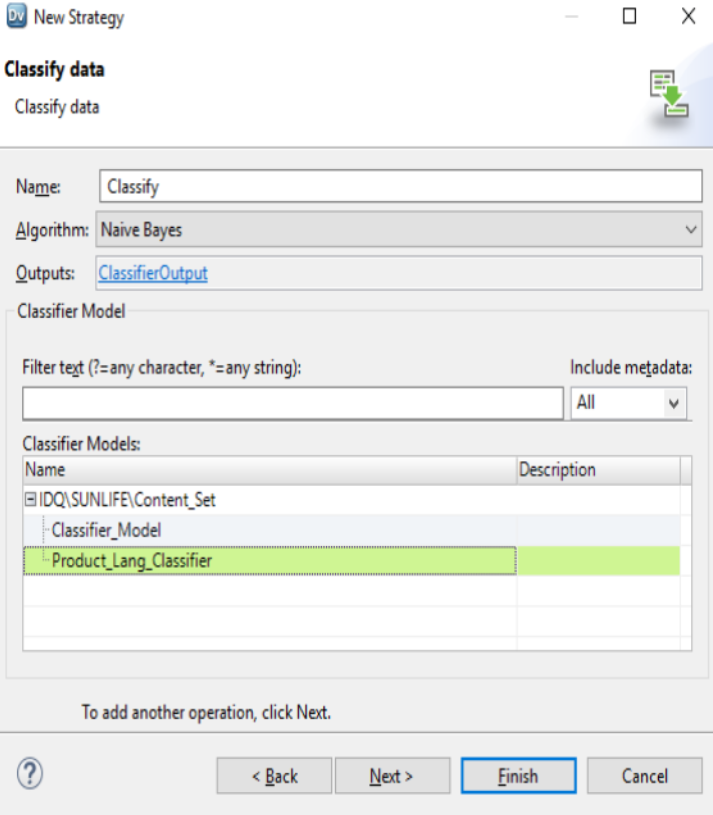 Dv New Strategy
Classify data
Classify data
Name: Classify
Algorithm: Naive Bayes
Outputs: ClassifierOutput
Classifier Model
Filter text (?=any character, *=any string): Include metadata:
All
Classifier Models:
Name Description
IDQ\SUNLIFE\Content_Set
Classifier_Model
Product_Lang_Classifier
To add another operation, click Next.
? < Back Next > Finish Cancel